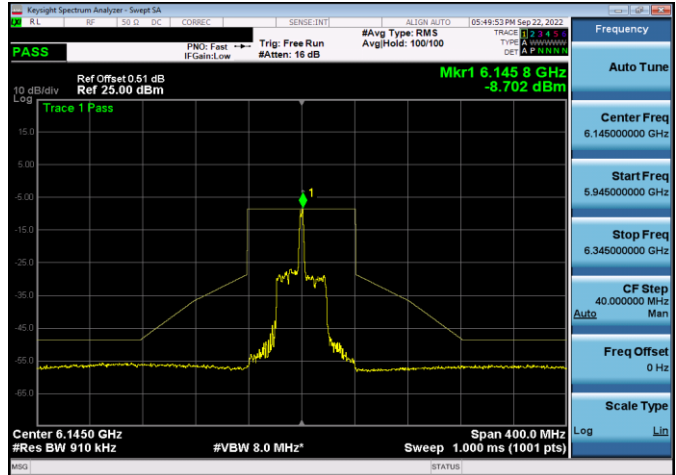 Keysight Spectrum Analyzer - Swept SA
RL RF 50 Ω DC CORREC SENSE:INT ALIGN AUTO 05:49:53 PM Sep 22, 2022
PASS
PNO: Fast
IFGain:Low
Trig: Free Run
#Atten: 16 dB
#Avg Type: RMS
Avg|Hold: 100/100
TRACE 1 2 3 4 5 6
TYPE A WWWWW
DET A P N N N N
Frequency
Ref Offset 0.51 dB
10 dB/div Ref 25.00 dBm
Log
Mkr1 6.145 8 GHz
-8.702 dBm
Trace 1 Pass
15.0
5.00
-5.00
-15.0
-25.0
-35.0
-45.0
-55.0
-65.0
1
Center 6.1450 GHz Span 400.0 MHz
#Res BW 910 kHz #VBW 8.0 MHz* Sweep 1.000 ms (1001 pts)
Auto Tune
Center Freq
6.145000000 GHz
Start Freq
5.945000000 GHz
Stop Freq
6.345000000 GHz
CF Step
40.000000 MHz
Auto Man
Freq Offset
0 Hz
Scale Type
Log Lin
MSG STATUS